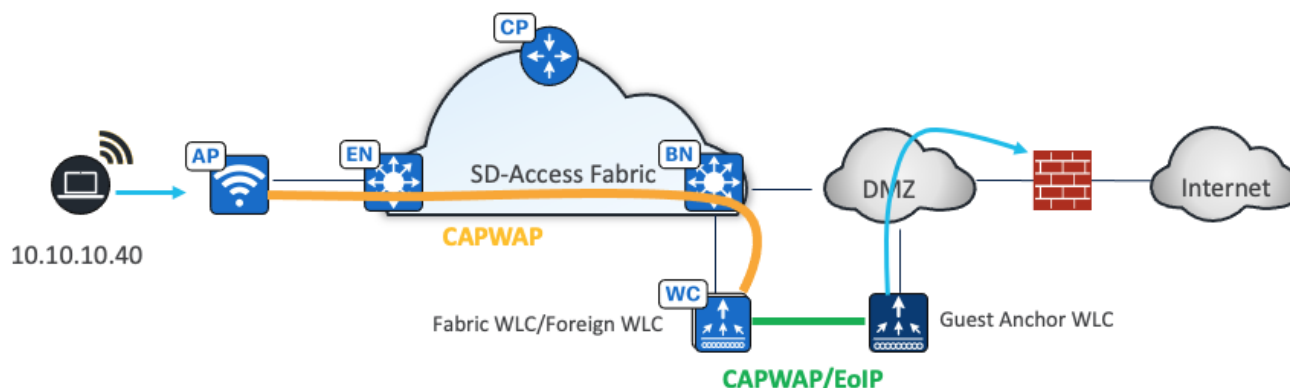 CP
AP
EN
SD-Access Fabric
BN
DMZ
Internet
10.10.10.40
CAPWAP
WC
Fabric WLC/Foreign WLC
Guest Anchor WLC
CAPWAP/EoIP